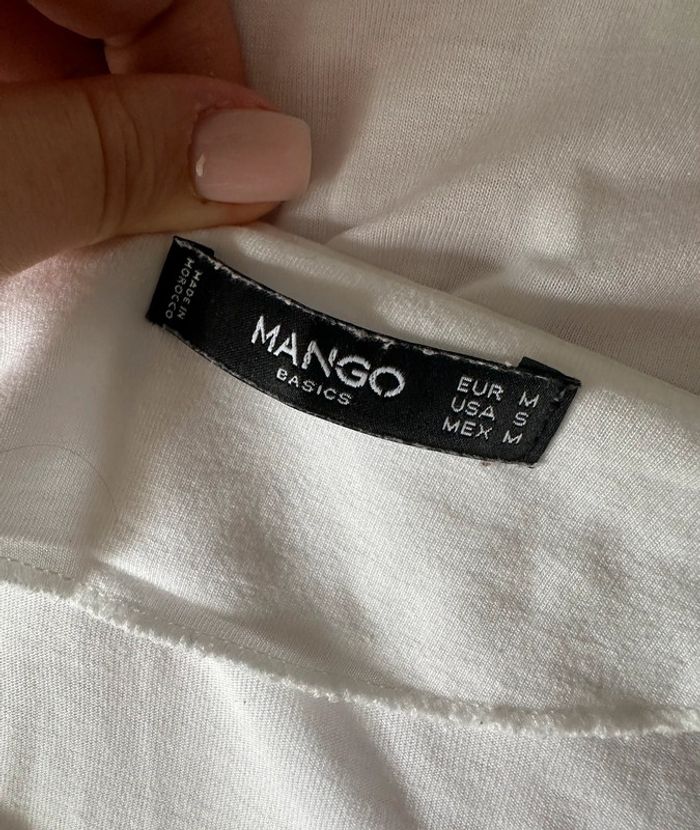 MADE IN
MOROCCO
MANGO
BASICS
EUR M
USA S
MEX M